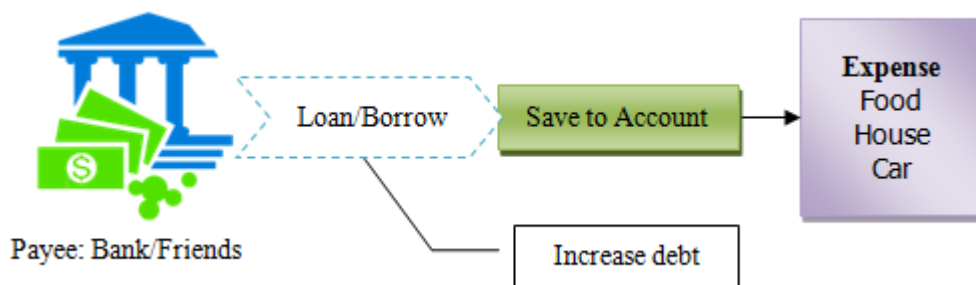 Payee: Bank/Friends
Loan/Borrow
Save to Account
Expense
Food
House
Car
Increase debt
$